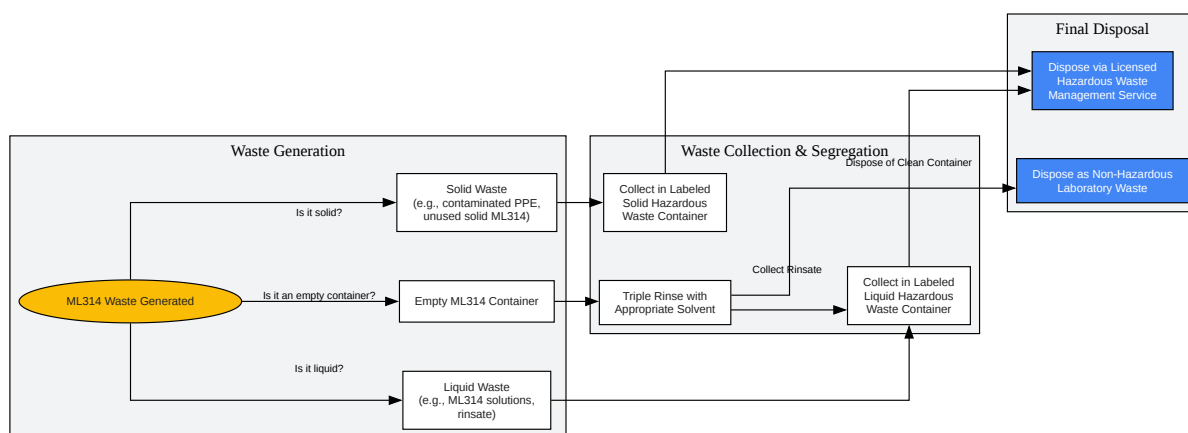 Final Disposal
Dispose via Licensed
Hazardous Waste
Management Service
Waste Generation
Waste Collection & Segregation
Dispose of Clean Container
Solid Waste
(e.g., contaminated PPE,
unused solid ML314)
Collect in Labeled
Solid Hazardous
Waste Container
Dispose as Non-Hazardous
Laboratory Waste
Is it solid?
Collect Rinsate
ML314 Waste Generated
Is it an empty container?
Empty ML314 Container
Triple Rinse with
Appropriate Solvent
Collect in Labeled
Liquid Hazardous
Waste Container
Is it liquid?
Liquid Waste
(e.g., ML314 solutions,
rinsate)